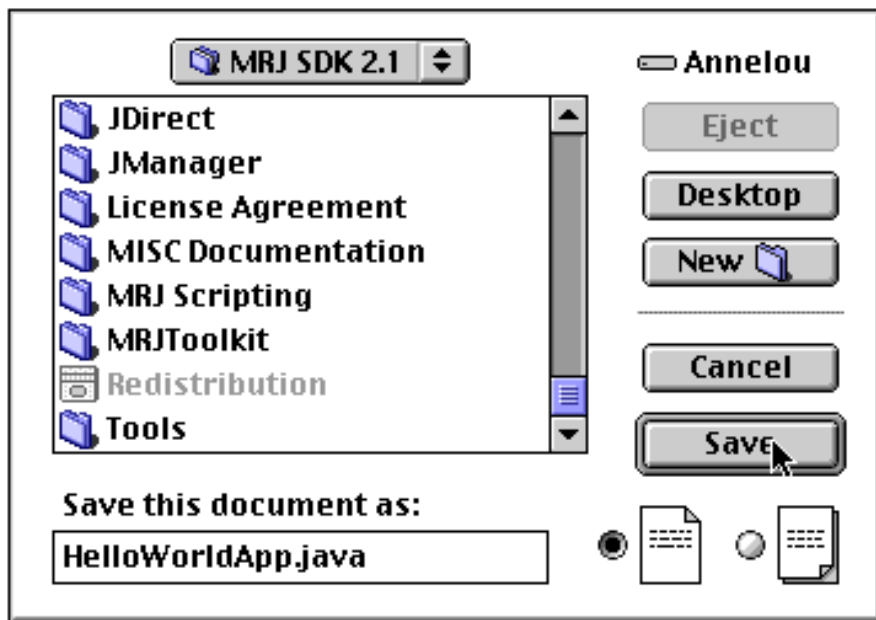 MRJ SDK 2.1
Annelou
JDirect
JManager
License Agreement
MISC Documentation
MRJ Scripting
MRJToolkit
Redistribution
Tools
Eject
Desktop
New
Cancel
Save
Save this document as:
HelloWorldApp.java